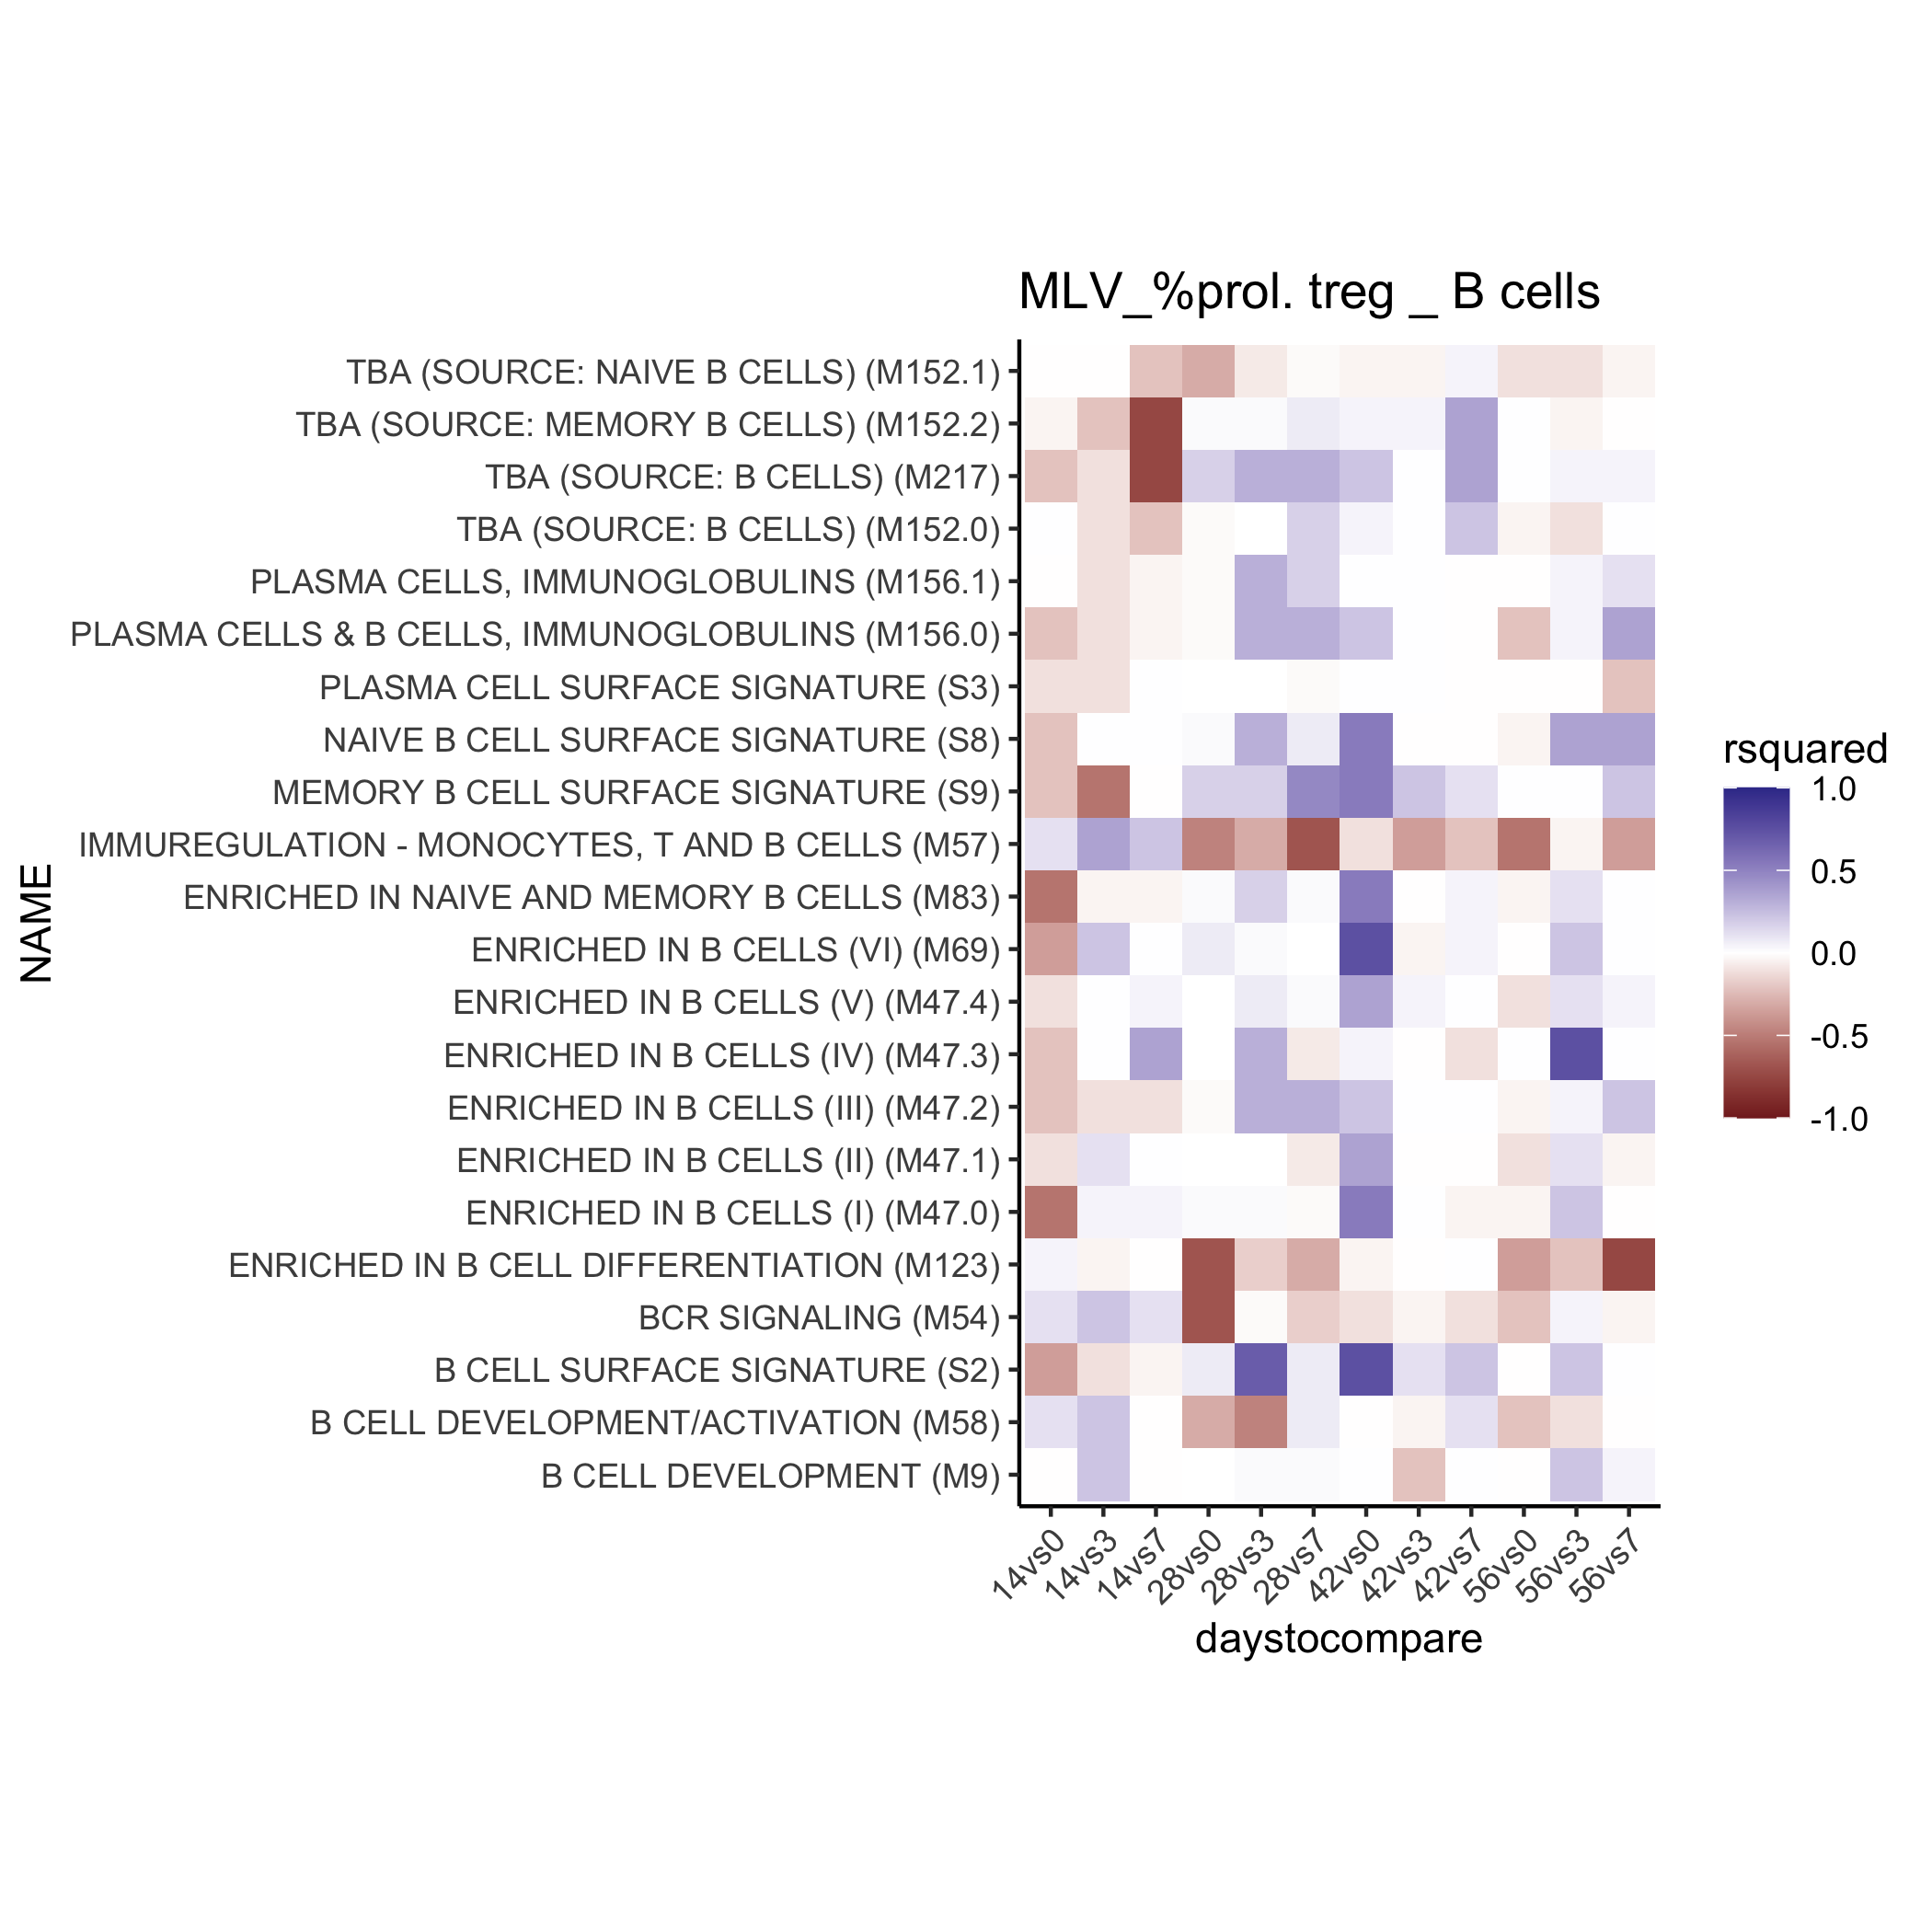 MLV_%prol. treg _ B cells
TBA (SOURCE: NAIVE B CELLS) (M152.1)
TBA (SOURCE: MEMORY B CELLS) (M152.2)
TBA (SOURCE: B CELLS) (M217)
TBA (SOURCE: B CELLS) (M152.0)
PLASMA CELLS, IMMUNOGLOBULINS (M156.1)
PLASMA CELLS & B CELLS, IMMUNOGLOBULINS (M156.0)
PLASMA CELL SURFACE SIGNATURE (S3)
NAIVE B CELL SURFACE SIGNATURE (S8)
MEMORY B CELL SURFACE SIGNATURE (S9)
IMMUREGULATION - MONOCYTES, T AND B CELLS (M57)
ENRICHED IN NAIVE AND MEMORY B CELLS (M83)
ENRICHED IN B CELLS (VI) (M69)
ENRICHED IN B CELLS (V) (M47.4)
ENRICHED IN B CELLS (IV) (M47.3)
ENRICHED IN B CELLS (III) (M47.2)
ENRICHED IN B CELLS (II) (M47.1)
ENRICHED IN B CELLS (I) (M47.0)
ENRICHED IN B CELL DIFFERENTIATION (M123)
BCR SIGNALING (M54)
B CELL SURFACE SIGNATURE (S2)
B CELL DEVELOPMENT/ACTIVATION (M58)
B CELL DEVELOPMENT (M9)
NAME
14vs0
14vs3
14vs7
28vs0
28vs3
28vs7
42vs0
42vs3
42vs7
56vs0
56vs3
56vs7
daystocompare
rsquared
1.0
0.5
0.0
-0.5
-1.0